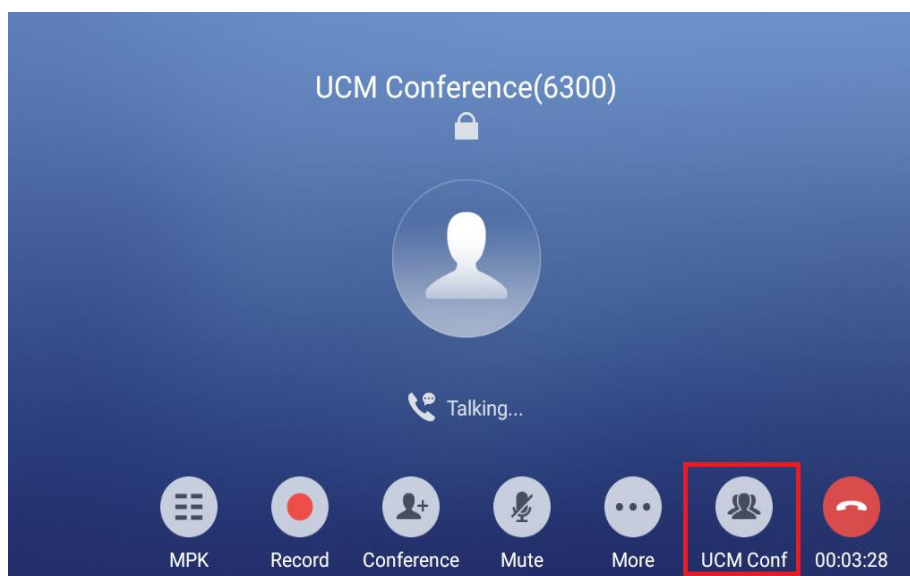 UCM Conference(6300)
Talking...
MPK Record Conference Mute More UCM Conf 00:03:28